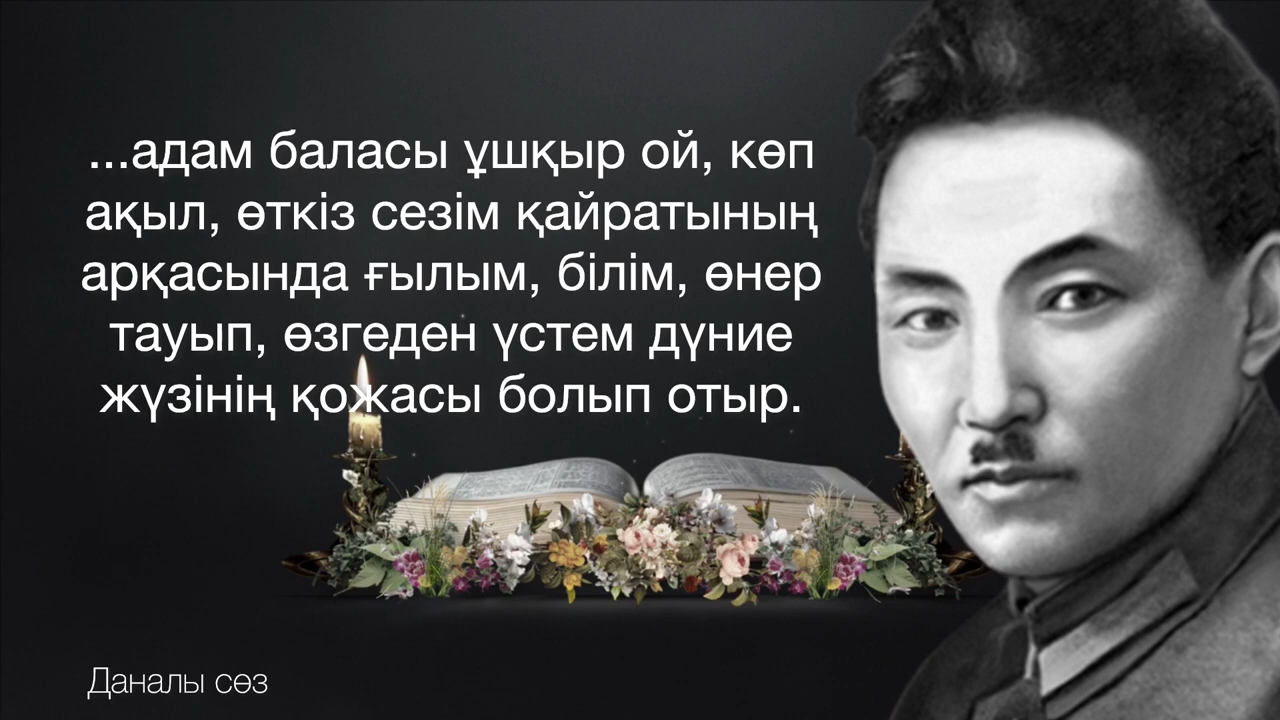 ...адам баласы ұшқыр ой, көп
ақыл, өткіз сезім қайратының
арқасында ғылым, білім, өнер
тауып, өзгеден үстем дүние
жүзінің қожасы болып отыр.
Даналы сөз